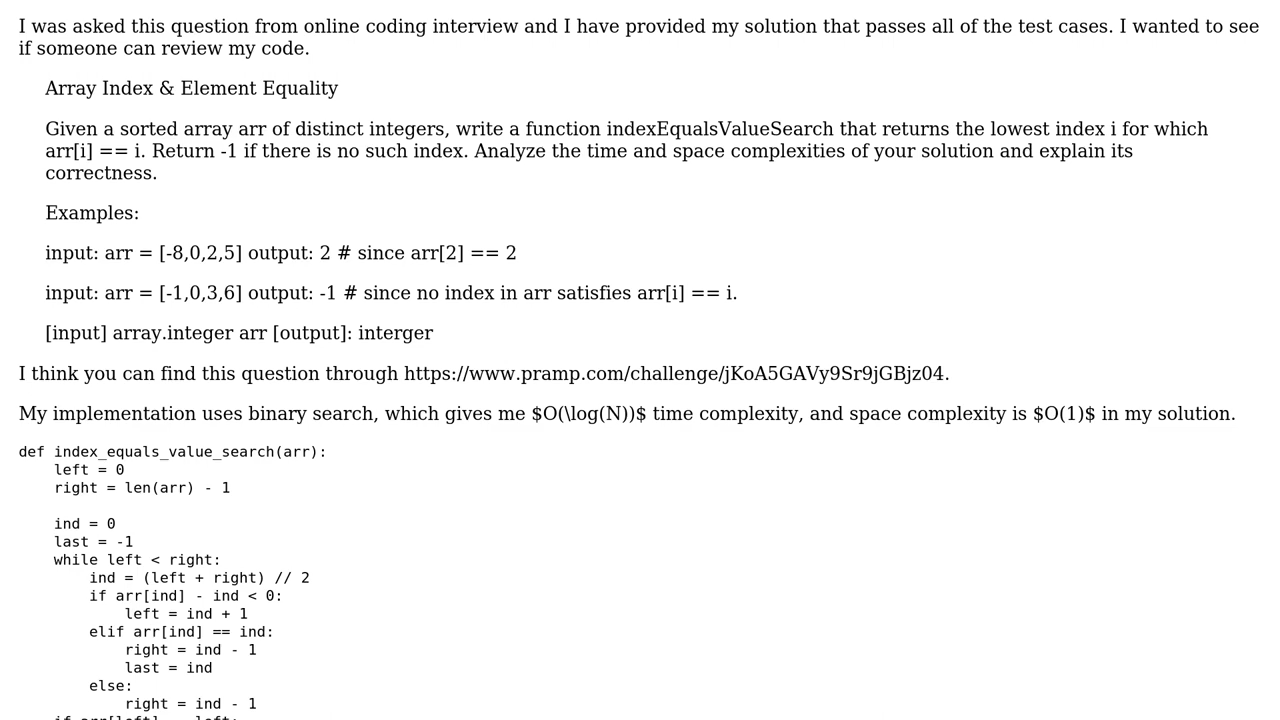 I was asked this question from online coding interview and I have provided my solution that passes all of the test cases. I wanted to see
if someone can review my code.
Array Index & Element Equality
Given a sorted array arr of distinct integers, write a function indexEqualsValueSearch that returns the lowest index i for which
arr[i] == i. Return -1 if there is no such index. Analyze the time and space complexities of your solution and explain its
correctness.
Examples:
input: arr = [-8,0,2,5] output: 2 # since arr[2] == 2
input: arr = [-1,0,3,6] output: -1 # since no index in arr satisfies arr[i] == i.
[input] array.integer arr [output]: interger
I think you can find this question through https://www.pramp.com/challenge/jKoA5GAVy9Sr9jGBjz04.
My implementation uses binary search, which gives me $O(\log(N))$ time complexity, and space complexity is $O(1)$ in my solution.
def index_equals_value_search(arr):
    left = 0
    right = len(arr) - 1
    ind = 0
    last = -1
    while left < right:
        ind = (left + right) // 2
        if arr[ind] - ind < 0:
            left = ind + 1
        elif arr[ind] == ind:
            right = ind - 1
            last = ind
        else:
            right = ind - 1